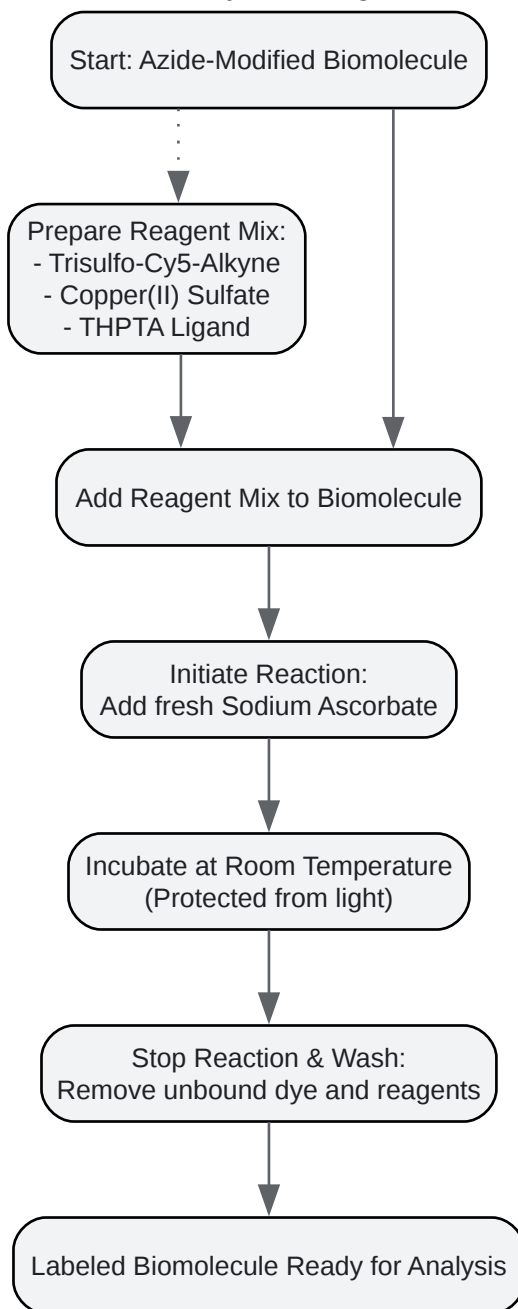 Start: Azide-Modified Biomolecule
Prepare Reagent Mix:
- Trisulfo-Cy5-Alkyne
- Copper(II) Sulfate
- THPTA Ligand
Add Reagent Mix to Biomolecule
Initiate Reaction:
Add fresh Sodium Ascorbate
Incubate at Room Temperature
(Protected from light)
Stop Reaction & Wash:
Remove unbound dye and reagents
Labeled Biomolecule Ready for Analysis